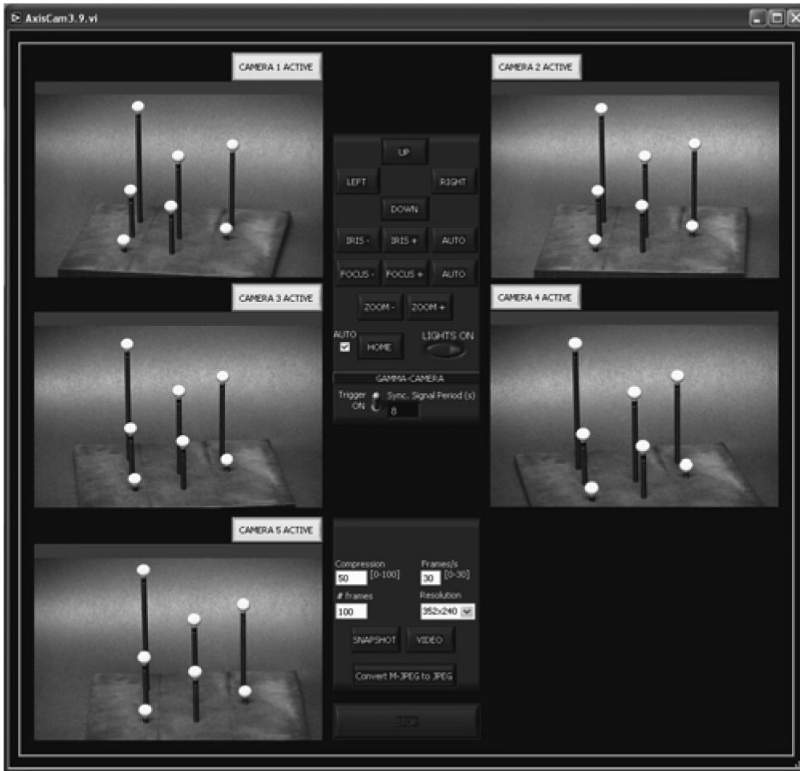 AxisCam3.9.vi
CAMERA 1 ACTIVE
CAMERA 2 ACTIVE
UP
LEFT
RIGHT
DOWN
IRIS - IRIS + AUTO
FOCUS - FOCUS + AUTO
ZOOM - ZOOM +
CAMERA 3 ACTIVE
CAMERA 4 ACTIVE
AUTO
HOME
LIGHTS ON
GAMMA-CAMERA
Trigger
ON
Sync. Signal Period (s)
8
CAMERA 5 ACTIVE
Compression
50 [0-100]
Frames/s
30 [0-30]
# frames
100
Resolution
352x240
SNAPSHOT VIDEO
Convert M-JPEG to JPEG
STOP